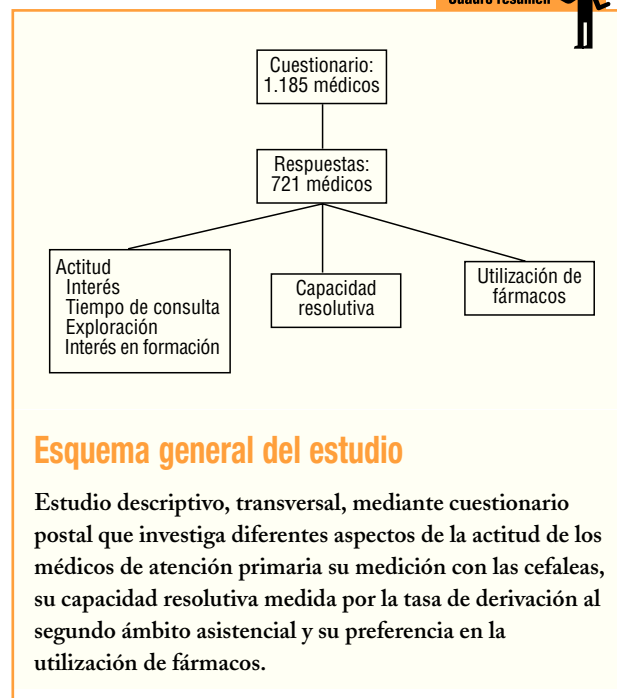 Cuadro resumen
Cuestionario:
1.185 médicos
Respuestas:
721 médicos
Actitud
Interés
Tiempo de consulta
Exploración
Interés en formación
Capacidad
resolutiva
Utilización de
fármacos
Esquema general del estudio
Estudio descriptivo, transversal, mediante cuestionario
postal que investiga diferentes aspectos de la actitud de los
médicos de atención primaria su medición con las cefaleas,
su capacidad resolutiva medida por la tasa de derivación al
segundo ámbito asistencial y su preferencia en la
utilización de fármacos.